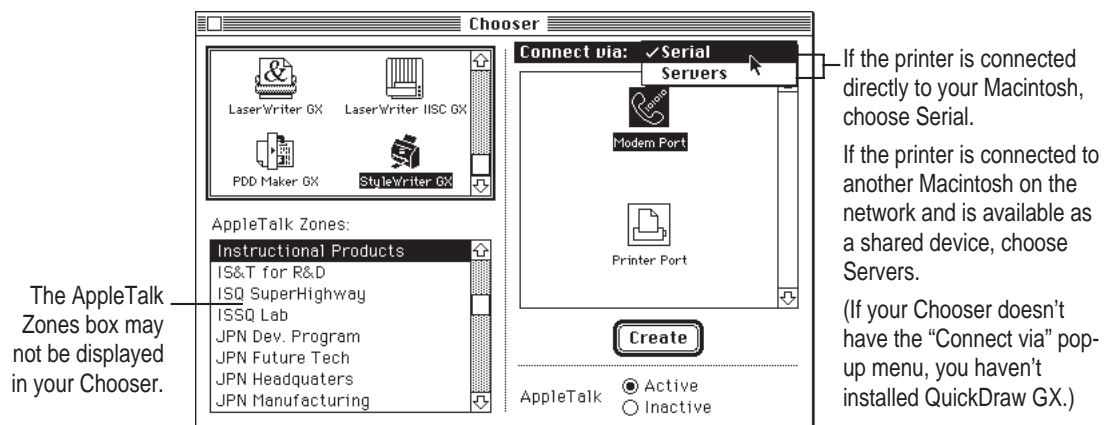 Chooser
LaserWriter GX
LaserWriter IISC GX
PDD Maker GX
StyleWriter GX
AppleTalk Zones:
Instructional Products
IS&T for R&D
ISQ SuperHighway
ISSQ Lab
JPN Dev. Program
JPN Future Tech
JPN Headquaters
JPN Manufacturing
Connect via:
✓Serial
Servers
Modem Port
Printer Port
Create
AppleTalk
Active
Inactive
The AppleTalk
Zones box may
not be displayed
in your Chooser.
If the printer is connected
directly to your Macintosh,
choose Serial.
If the printer is connected to
another Macintosh on the
network and is available as
a shared device, choose
Servers.
(If your Chooser doesn’t
have the “Connect via” pop-
up menu, you haven’t
installed QuickDraw GX.)